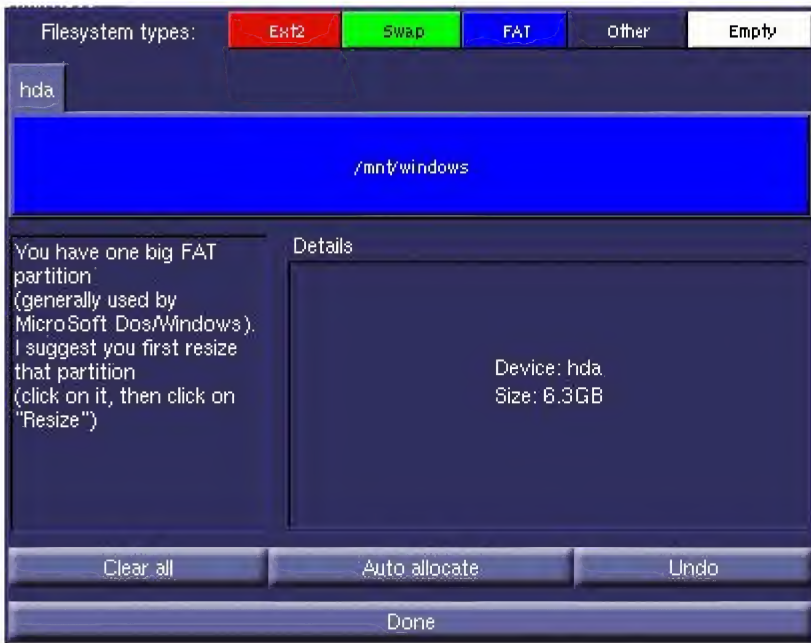 Filesystem types:
Ext2
Swap
FAT
Other
Empty
hda
/mnt/windows
You have one big FAT
partition
(generally used by
MicroSoft Dos/Windows).
I suggest you first resize
that partition
(click on it, then click on
"Resize")
Details
Device: hda
Size: 6.3GB
Clear all
Auto allocate
Undo
Done